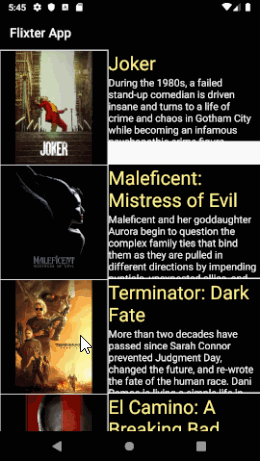 5:45
Flixter App
JOKER
Joker
During the 1980s, a failed
stand-up comedian is driven
insane and turns to a life of
crime and chaos in Gotham City
while becoming an infamous
MALEFICENT
Maleficent:
Mistress of Evil
Maleficent and her goddaughter
Aurora begin to question the
complex family ties that bind
them as they are pulled in
different directions by impending
Terminator: Dark
Fate
More than two decades have
passed since Sarah Connor
prevented Judgment Day,
changed the future, and re-wrote
the fate of the human race. Dani
El Camino: A
Breaking Bad